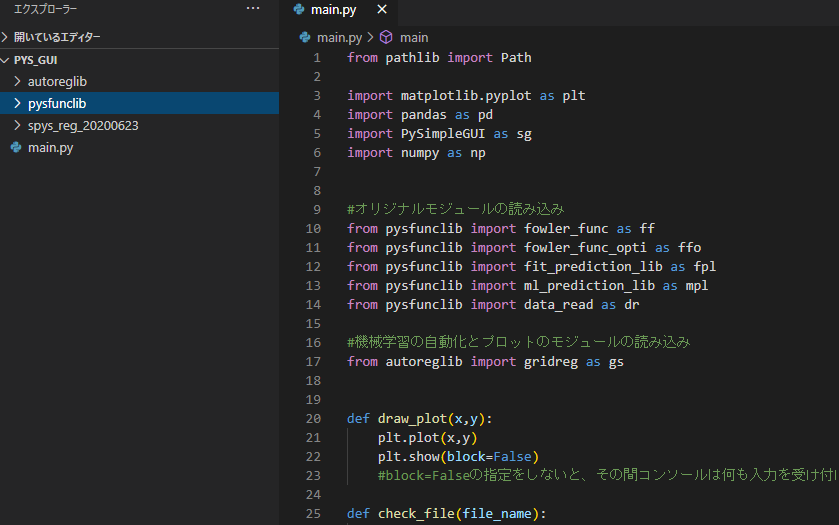 エクスプローラー
開いているエディター
PYS_GUI
autoreglib
pysfunclib
spys_reg_20200623
main.py
main.py
main.py > main
1 from pathlib import Path
2
3 import matplotlib.pyplot as plt
4 import pandas as pd
5 import PySimpleGUI as sg
6 import numpy as np
7
8
9 #オリジナルモジュールの読み込み
10 from pysfunclib import fowler_func as ff
11 from pysfunclib import fowler_func_opti as ffo
12 from pysfunclib import fit_prediction_lib as fpl
13 from pysfunclib import ml_prediction_lib as mpl
14 from pysfunclib import data_read as dr
15
16 #機械学習の自動化とプロットのモジュールの読み込み
17 from autoreglib import gridreg as gs
18
19
20 def draw_plot(x,y):
21 plt.plot(x,y)
22 plt.show(block=False)
23 #block=Falseの指定をしないと、その間コンソールは何も入力を受け付
24
25 def check_file(file_name):